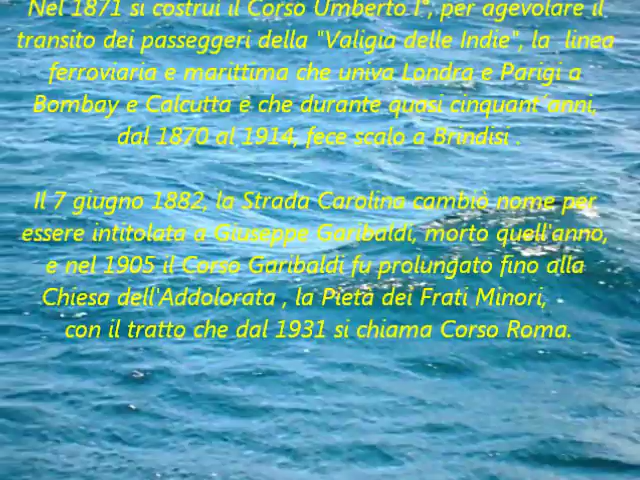 Nel 1871 si costruì il Corso Umberto I°, per agevolare il
transito dei passeggeri della "Valigia delle Indie", la linea
ferroviaria e marittima che univa Londra e Parigi a
Bombay e Calcutta e che durante quasi cinquant'anni,
dal 1870 al 1914, fece scalo a Brindisi .
Il 7 giugno 1882, la Strada Carolina cambiò nome per
essere intitolata a Giuseppe Garibaldi, morto quell'anno,
e nel 1905 il Corso Garibaldi fu prolungato fino alla
Chiesa dell'Addolorata , la Pietà dei Frati Minori,
con il tratto che dal 1931 si chiama Corso Roma.